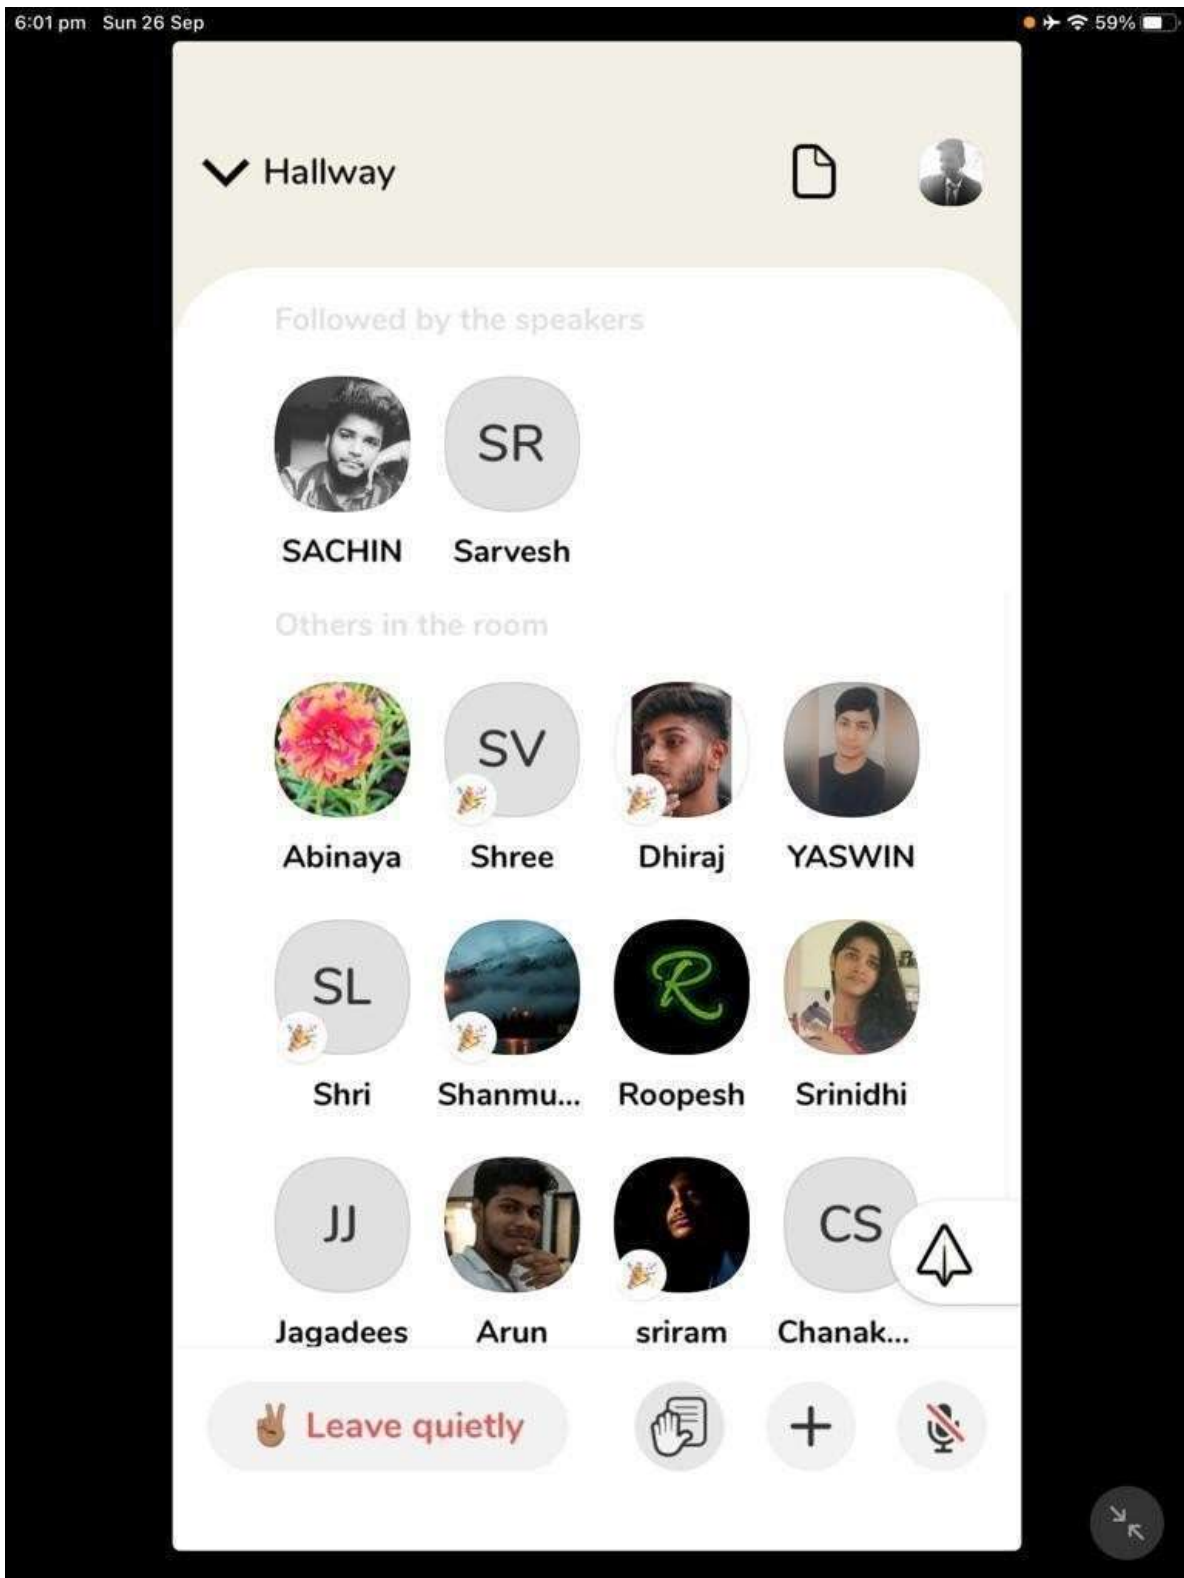 6:01 pm Sun 26 Sep 59%
Hallway
Followed by the speakers
SR
SACHIN Sarvesh
Others in the room
SV
Abinaya Shree Dhiraj YASWIN
SL R
Shri Shanmu... Roopesh Srinidhi
JJ CS
Jagadees Arun sriram Chanak...
Leave quietly